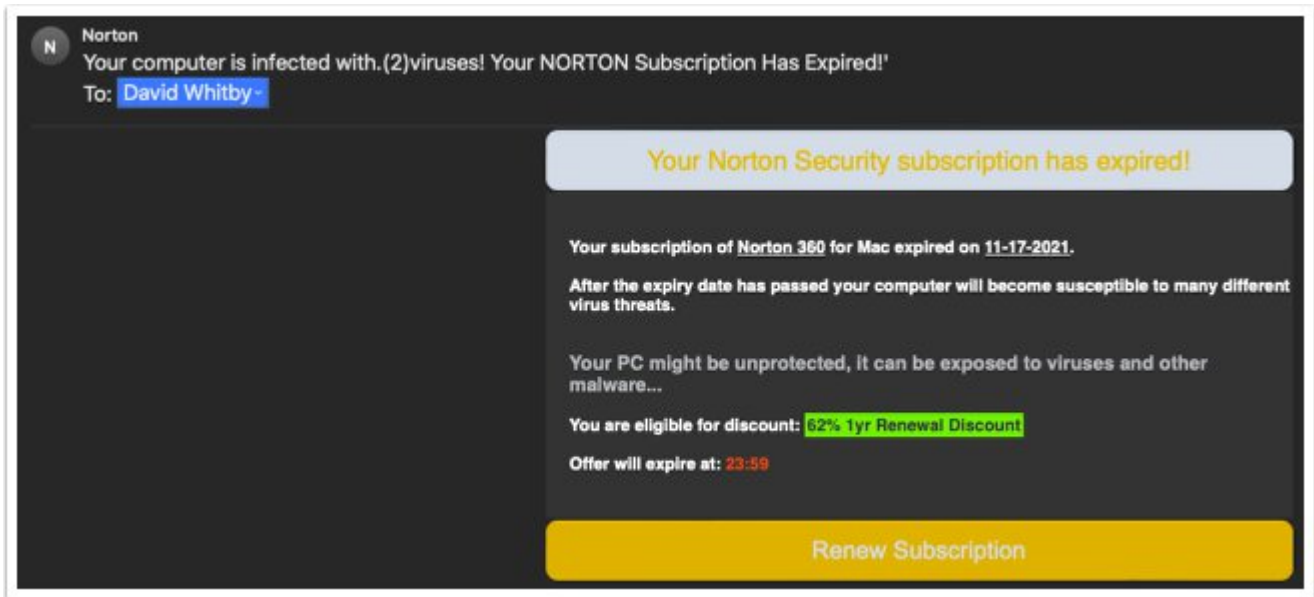 N
Norton
Your computer is infected with.(2)viruses! Your NORTON Subscription Has Expired!'
To: David Whitby
Your Norton Security subscription has expired!
Your subscription of Norton 360 for Mac expired on 11-17-2021.
After the expiry date has passed your computer will become susceptible to many different
virus threats.
Your PC might be unprotected, it can be exposed to viruses and other
malware...
You are eligible for discount: 62% 1yr Renewal Discount
Offer will expire at: 23:59
Renew Subscription